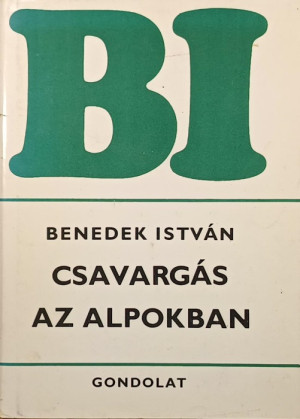 BI
BENEDEK ISTVÁN
CSAVARGÁS
AZ ALPOKBAN
GONDOLAT